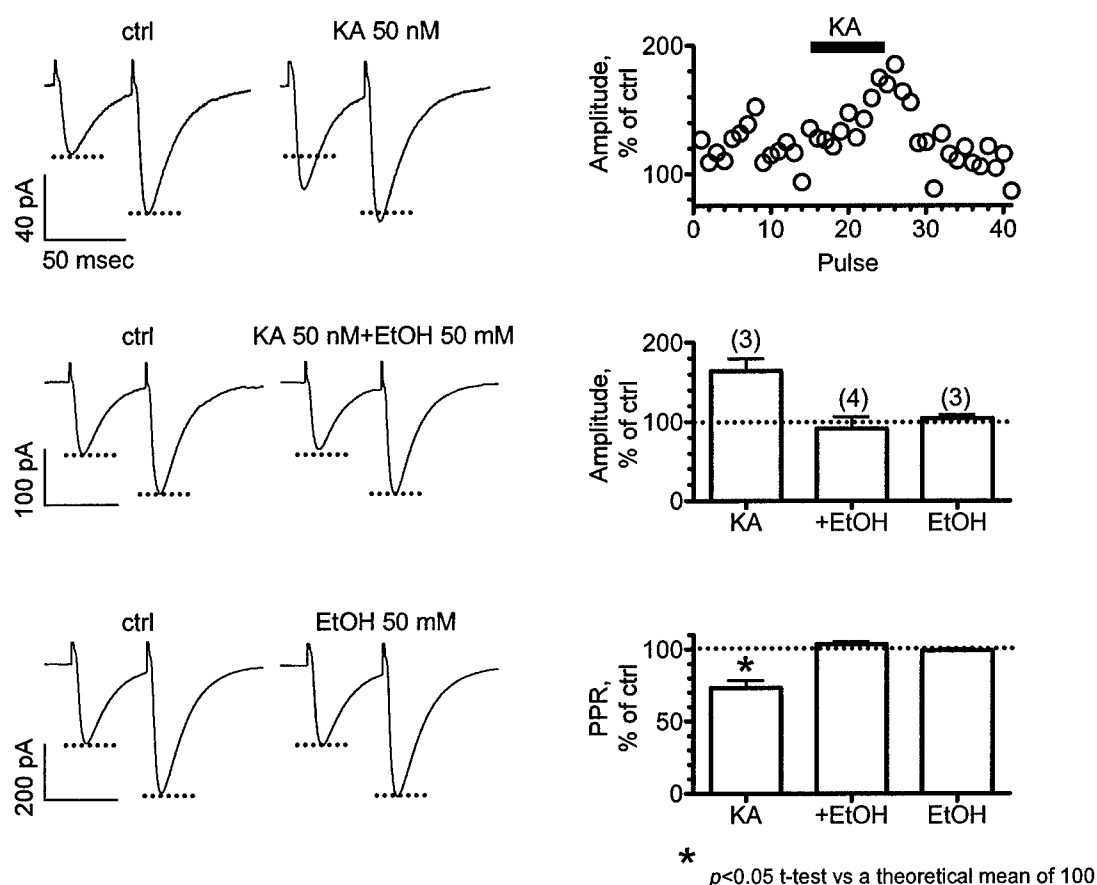 ctrl
KA 50 nM
40 pA
50 msec
KA
Amplitude,
% of ctrl
200
100
0
10
20
30
40
Pulse
ctrl
KA 50 nM+EtOH 50 mM
100 pA
Amplitude,
% of ctrl
200
100
0
(3)
(4)
(3)
KA
+EtOH
EtOH
ctrl
EtOH 50 mM
200 pA
PPR,
% of ctrl
100
50
0
*
KA
+EtOH
EtOH
* p<0.05 t-test vs a theoretical mean of 100